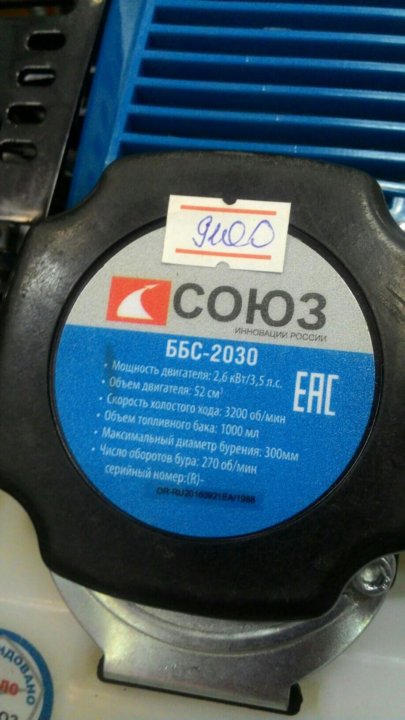 9400
СОЮЗ
ИННОВАЦИИ РОССИИ
ББС-2030
• Мощность двигателя: 2,6 кВт/3,5 л.с.
• Объем двигателя: 52 см³
• Скорость холостого хода: 3200 об/мин
• Объем топливного бака: 1000 мл
• Максимальный диаметр бурения: 300мм
• Число оборотов бура: 270 об/мин
серийный номер:(R)-
EAC